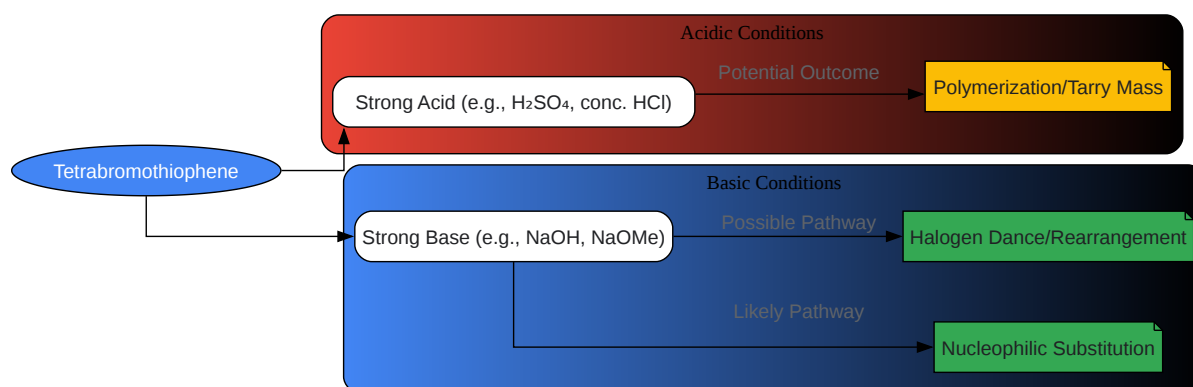 Acidic Conditions
Potential Outcome
Strong Acid (e.g., H₂SO₄, conc. HCl)
Polymerization/Tarry Mass
Tetrabromothiophene
Basic Conditions
Possible Pathway
Strong Base (e.g., NaOH, NaOMe)
Halogen Dance/Rearrangement
Likely Pathway
Nucleophilic Substitution